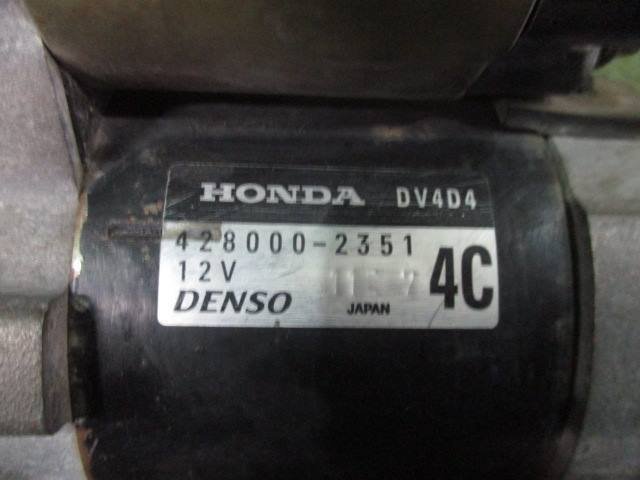 HONDA DV4D4
428000-2351
12V 4C
DENSO JAPAN